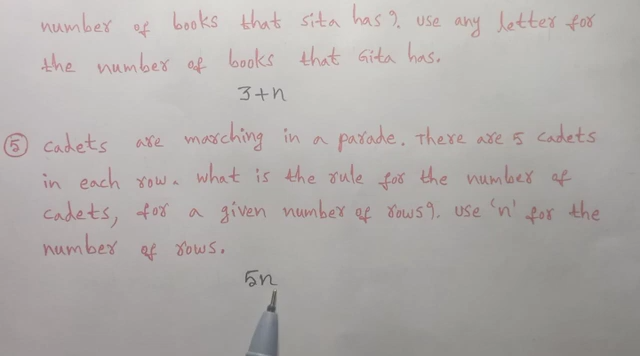 number of books that sita has? use any letter for
the number of books that Gita has.
3+n
⑤ cadets are marching in a parade. There are 5 cadets
in each row. what is the rule for the number of
cadets, for a given number of rows? use 'n' for the
number of rows.
5n